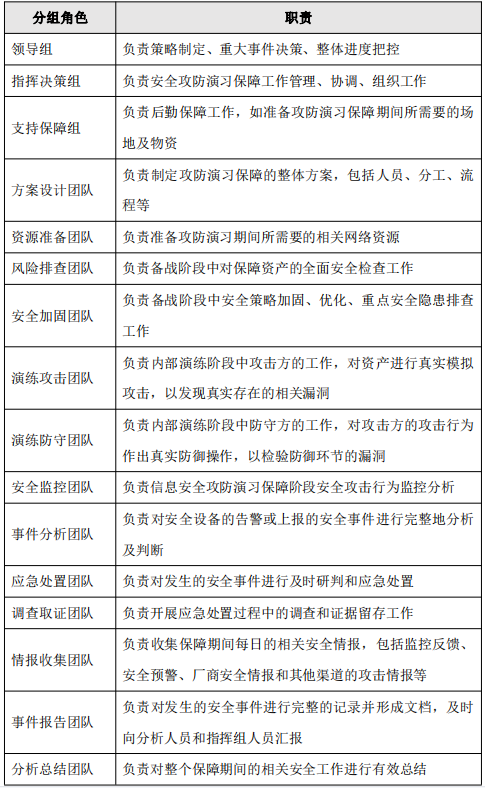 分组角色 职责
领导组 负责策略制定、重大事件决策、整体进度把控
指挥决策组 负责安全攻防演习保障工作管理、协调、组织工作
支持保障组 负责后勤保障工作，如准备攻防演习保障期间所需要的场
地及物资
方案设计团队 负责制定攻防演习保障的整体方案，包括人员、分工、流
程等
资源准备团队 负责准备攻防演习期间所需要的相关网络资源
风险排查团队 负责备战阶段中对保障资产的全面安全检查工作
安全加固团队 负责备战阶段中安全策略加固、优化、重点安全隐患排查
工作
演练攻击团队 负责内部演练阶段中攻击方的工作，对资产进行真实模拟
攻击，以发现真实存在的相关漏洞
演练防守团队 负责内部演练阶段中防守方的工作，对攻击方的攻击行为
作出真实防御操作，以检验防御环节的漏洞
安全监控团队 负责信息安全攻防演习保障阶段安全攻击行为监控分析
事件分析团队 负责对安全设备的告警或上报的安全事件进行完整地分析
及判断
应急处置团队 负责对发生的安全事件进行及时研判和应急处置
调查取证团队 负责开展应急处置过程中的调查和证据留存工作
情报收集团队 负责收集保障期间每日的相关安全情报，包括监控反馈、
安全预警、厂商安全情报和其他渠道的攻击情报等
事件报告团队 负责对发生的安全事件进行完整的记录并形成文档，及时
向分析人员和指挥组人员汇报
分析总结团队 负责对整个保障期间的相关安全工作进行有效总结